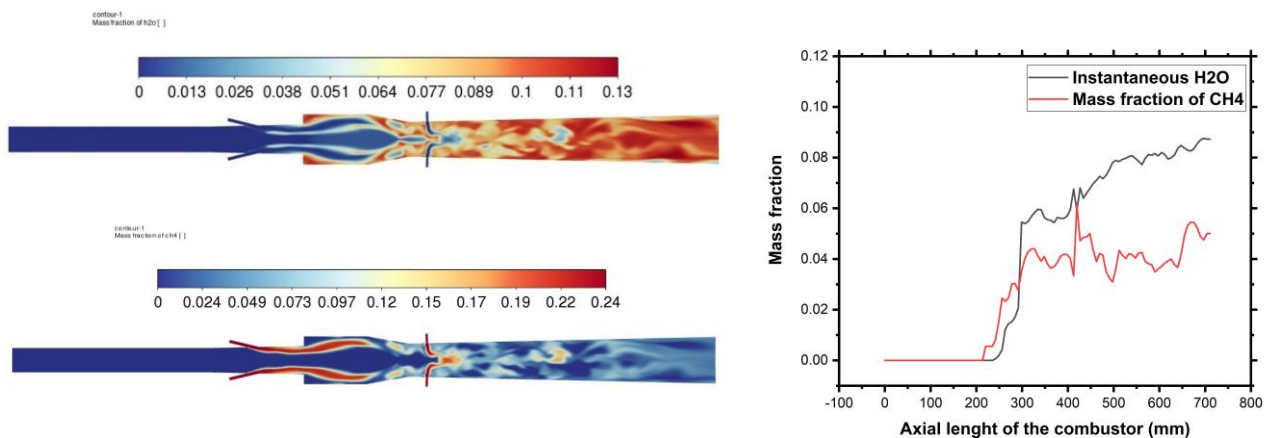 contour-1
Mass fraction of h2o [ ]
0 0.013 0.026 0.038 0.051 0.064 0.077 0.089 0.1 0.11 0.13
contour-1
Mass fraction of ch4 [ ]
0 0.024 0.049 0.073 0.097 0.12 0.15 0.17 0.19 0.22 0.24
0.12
0.10
0.08
0.06
0.04
0.02
0.00
Mass fraction
Instantaneous H2O
Mass fraction of CH4
-100 0 100 200 300 400 500 600 700 800
Axial lenght of the combustor (mm)